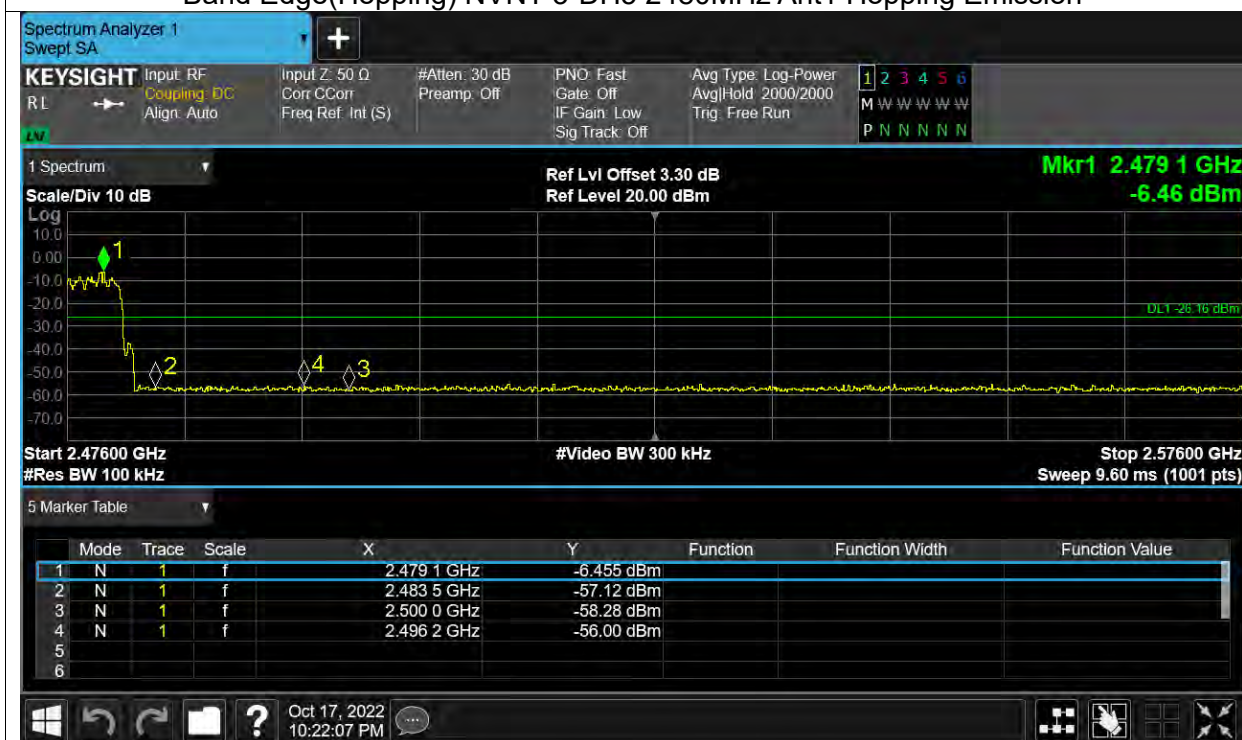 Band Edge(Hopping) NVNT 3-DH5 2480MHz Ant1 Hopping Emission
Spectrum Analyzer 1
Swept SA
+
KEYSIGHT Input: RF Input Z: 50 Ω #Atten: 30 dB PNO: Fast Avg Type: Log-Power 1 2 3 4 5 6
RL Coupling: DC Corr CCorr Preamp: Off Gate: Off Avg|Hold: 2000/2000 M W W W W W
Align: Auto Freq Ref: Int (S) IF Gain: Low Trig: Free Run
Sig Track: Off P N N N N N
1 Spectrum Ref Lvl Offset 3.30 dB Mkr1 2.479 1 GHz
Scale/Div 10 dB Ref Level 20.00 dBm -6.46 dBm
Log
10.0
0.00 1
-10.0
-20.0
DL1 -26.16 dBm
-30.0
-40.0
-50.0 2 4 3
-60.0
-70.0
Start 2.47600 GHz #Video BW 300 kHz Stop 2.57600 GHz
#Res BW 100 kHz Sweep 9.60 ms (1001 pts)
5 Marker Table
Mode Trace Scale X Y Function Function Width Function Value
1 N 1 f 2.479 1 GHz -6.455 dBm
2 N 1 f 2.483 5 GHz -57.12 dBm
3 N 1 f 2.500 0 GHz -58.28 dBm
4 N 1 f 2.496 2 GHz -56.00 dBm
5
6
? Oct 17, 2022
10:22:07 PM